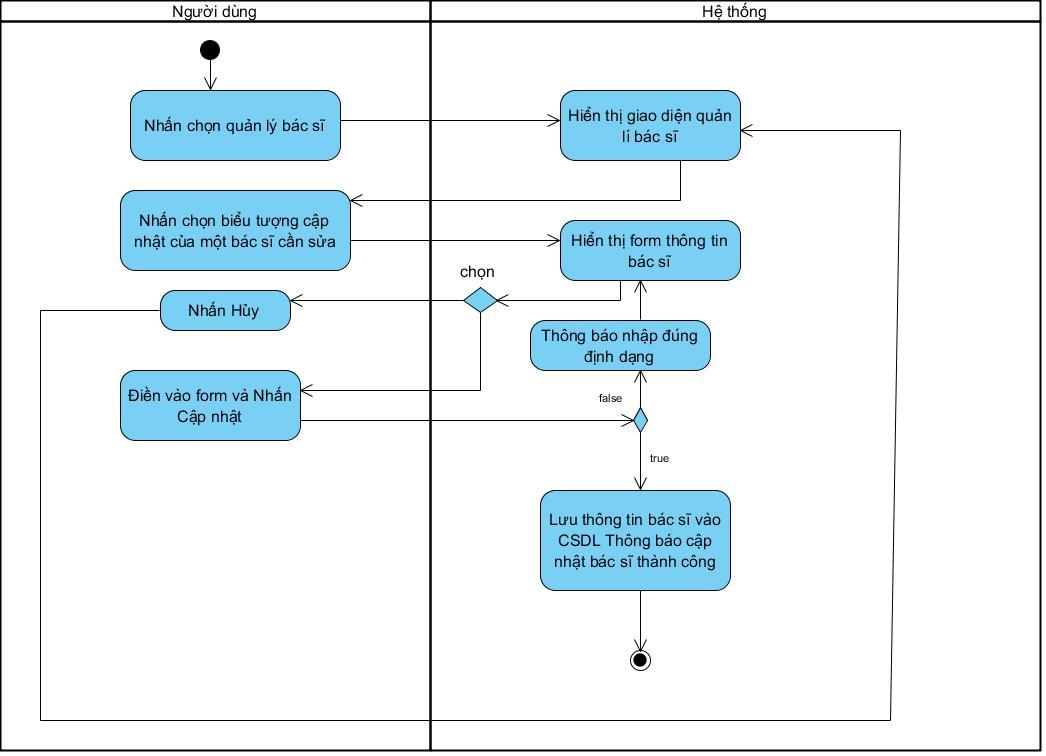 Người dùng
Hệ thống
Nhấn chọn quản lý bác sĩ
Hiển thị giao diện quản
lí bác sĩ
Nhấn chọn biểu tượng cập
nhật của một bác sĩ cần sửa
Hiển thị form thông tin
bác sĩ
chọn
Nhấn Hủy
Thông báo nhập đúng
định dạng
Điền vào form và Nhấn
Cập nhật
false
true
Lưu thông tin bác sĩ vào
CSDL Thông báo cập
nhật bác sĩ thành công